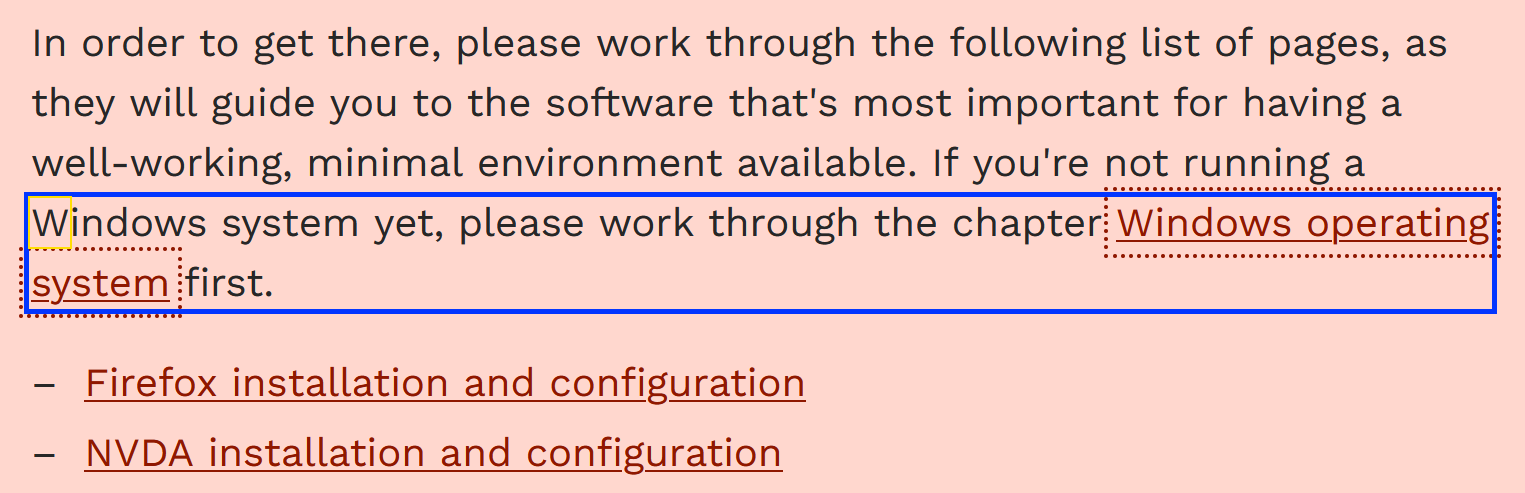 In order to get there, please work through the following list of pages, as
they will guide you to the software that's most important for having a
well-working, minimal environment available. If you're not running a
Windows system yet, please work through the chapter Windows operating
system first.
– Firefox installation and configuration
– NVDA installation and configuration